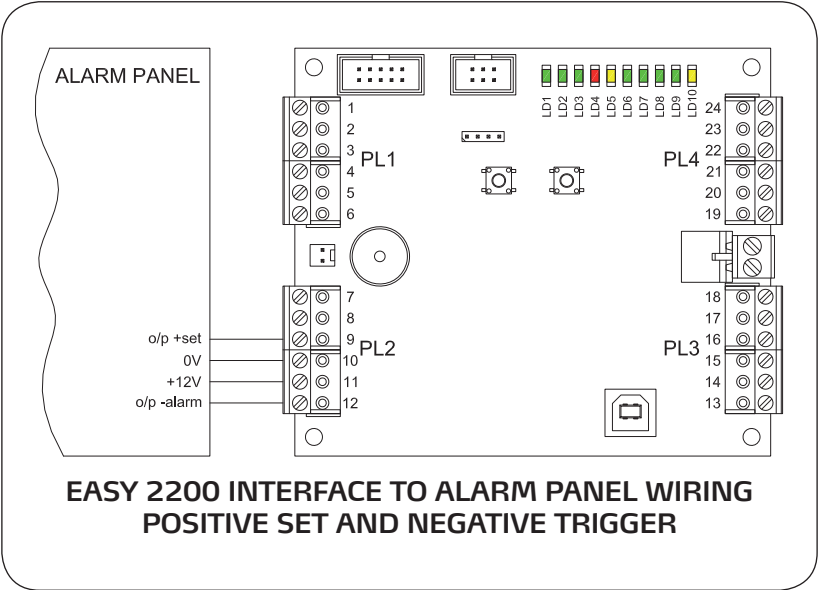 ALARM PANEL
o/p +set
0V
+12V
o/p -alarm
1
2
3
4
5
6
PL1
7
8
9
10
11
12
PL2
LD1
LD2
LD3
LD4
LD5
LD6
LD7
LD8
LD9
LD10
24
23
22
21
20
19
PL4
18
17
16
15
14
13
PL3
EASY 2200 INTERFACE TO ALARM PANEL WIRING
POSITIVE SET AND NEGATIVE TRIGGER